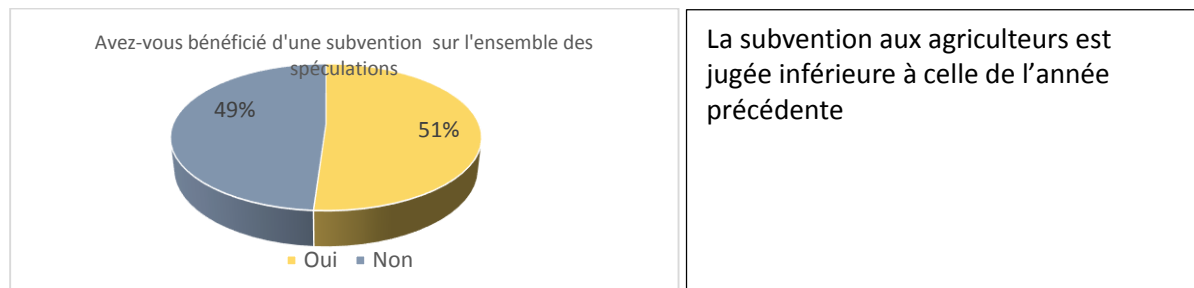 Avez-vous bénéficié d'une subvention sur l'ensemble des
spéculations
49%
51%
Oui Non
La subvention aux agriculteurs est
jugée inférieure à celle de l’année
précédente